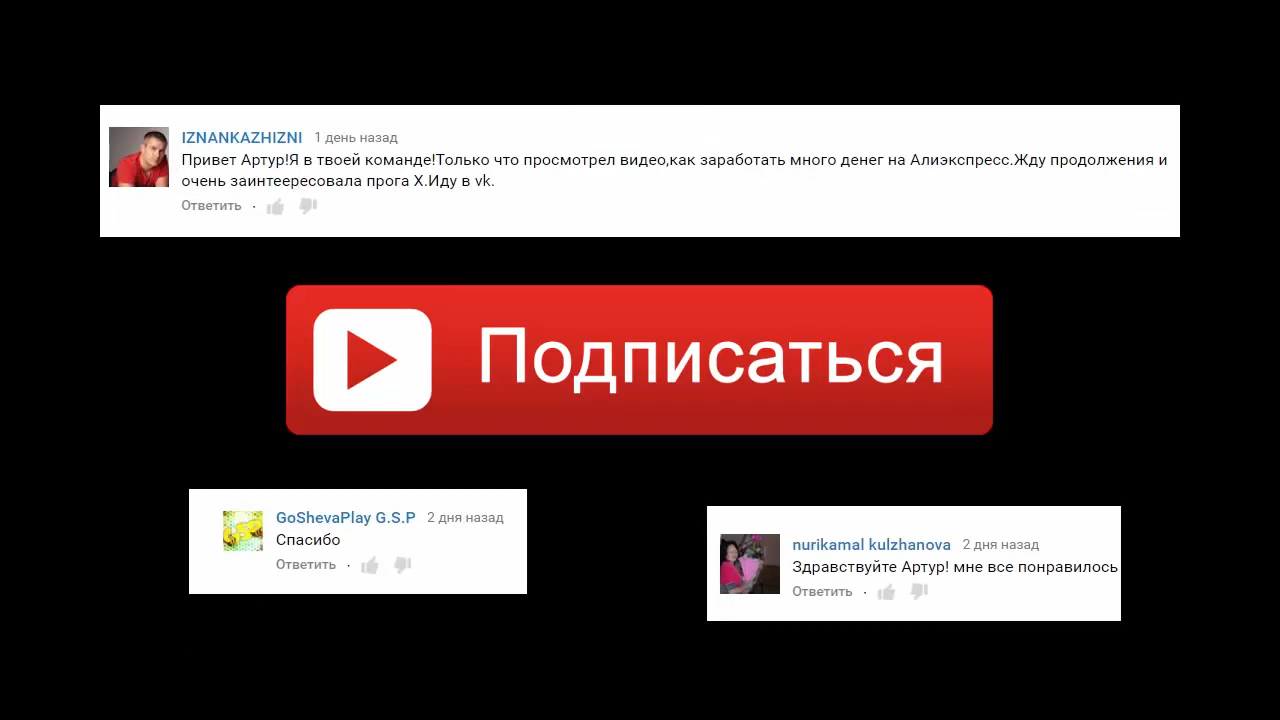 IZNANKAZHIZNI 1 день назад
Привет Артур!Я в твоей команде!Только что просмотрел видео,как заработать много денег на Алиэкспресс.Жду продолжения и
очень заинтеересовала прога X.Иду в vk.
Ответить ·
Подписаться
GoShevaPlay G.S.P 2 дня назад
Спасибо
Ответить ·
nurikamal kulzhanova 2 дня назад
Здравствуйте Артур! мне все понравилось
Ответить ·